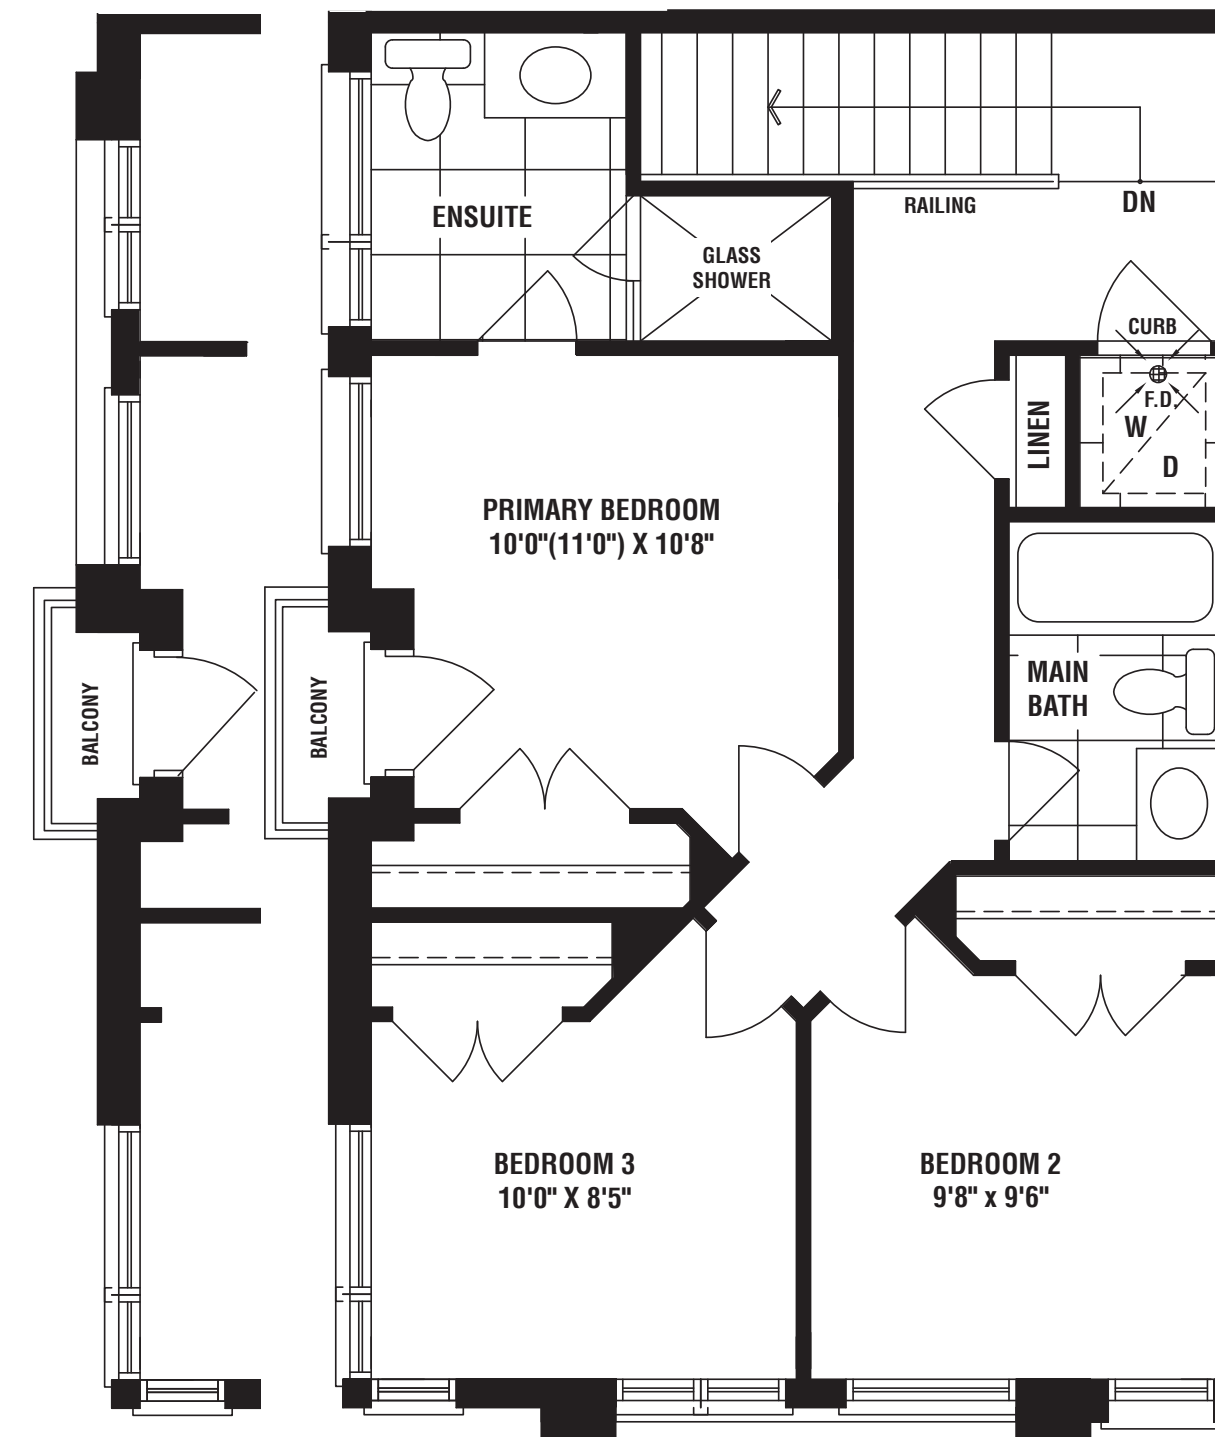 ENSUITE
GLASS
SHOWER
RAILING
DN
CURB
F.D.
W
D
LINEN
PRIMARY BEDROOM
10'0"(11'0") X 10'8"
BALCONY
BALCONY
MAIN
BATH
BEDROOM 3
10'0" X 8'5"
BEDROOM 2
9'8" x 9'6"